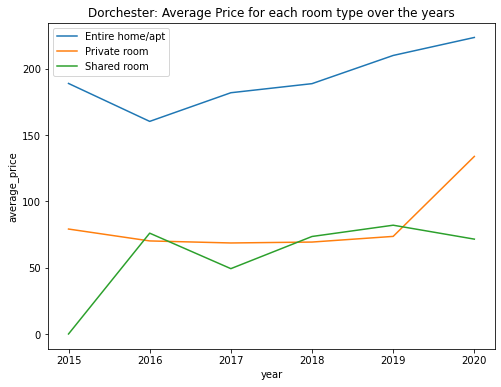 Dorchester: Average Price for each room type over the years
Entire home/apt
Private room
Shared room
average_price
200
150
100
50
0
2015 2016 2017 2018 2019 2020
year